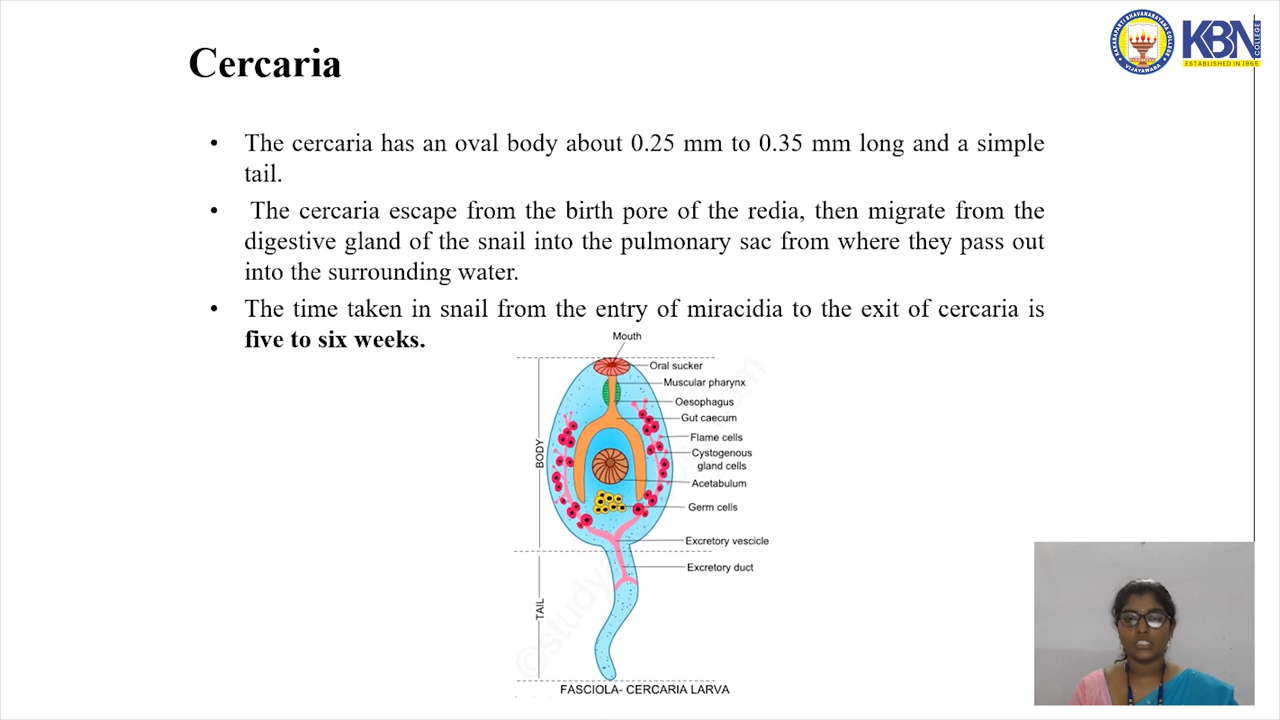 KAKARAPARTI BHAVANARAYANA COLLEGE
VIJAYAWADA
KBN
COLLEGE
ESTABLISHED IN 1965
Cercaria
• The cercaria has an oval body about 0.25 mm to 0.35 mm long and a simple
tail.
• The cercaria escape from the birth pore of the redia, then migrate from the
digestive gland of the snail into the pulmonary sac from where they pass out
into the surrounding water.
• The time taken in snail from the entry of miracidia to the exit of cercaria is
five to six weeks.
Mouth
Oral sucker
Muscular pharynx
Oesophagus
Gut caecum
Flame cells
Cystogenous
gland cells
Acetabulum
Germ cells
Excretory vescicle
Excretory duct
BODY
TAIL
FASCIOLA- CERCARIA LARVA